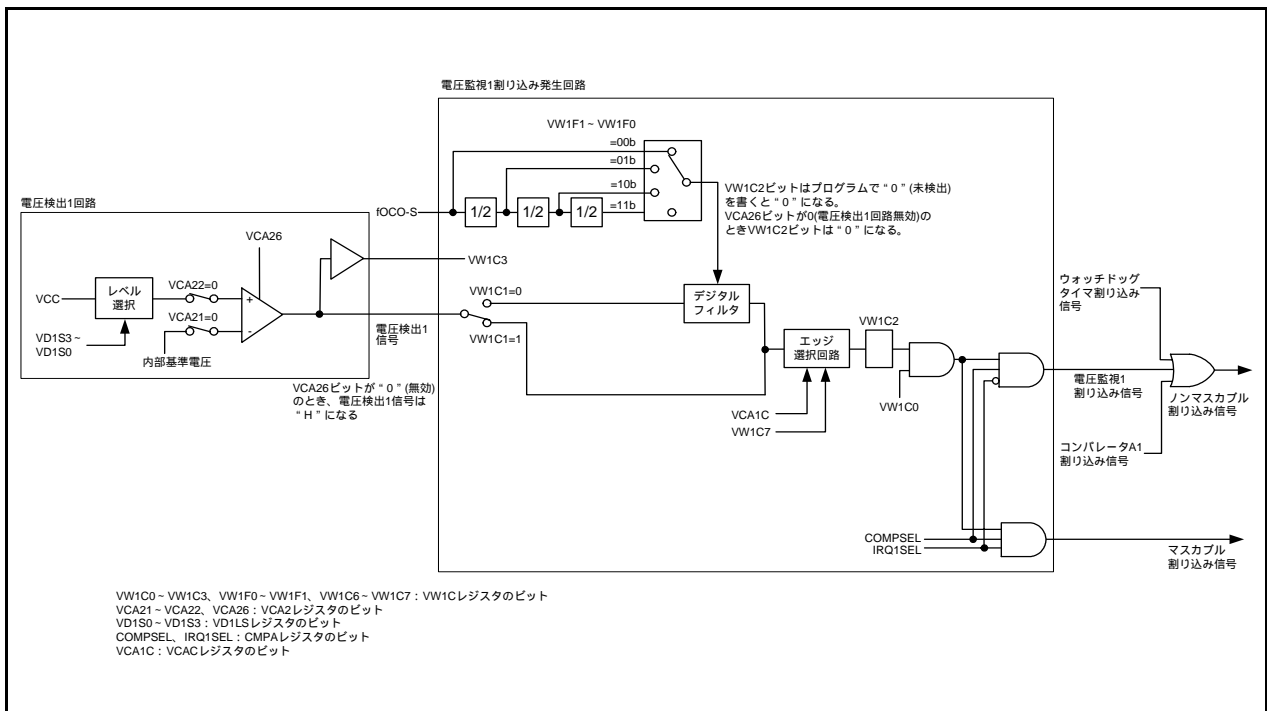 電圧監視1割り込み発生回路
VW1F1～VW1F0
=00b
=01b
=10b
=11b
fOCO-S
1/2
1/2
1/2
VW1C2ビットはプログラムで“0”(未検出)
を書くと“0”になる。
VCA26ビットが0(電圧検出1回路無効)の
ときVW1C2ビットは“0”になる。
電圧検出1回路
VCA26
VCC
レベル
選択
VCA22=0
+
VCA21=0
-
VD1S3～
VD1S0
内部基準電圧
VW1C3
電圧検出1
信号
VCA26ビットが“0”(無効)
のとき、電圧検出1信号は
“H”になる
VW1C1=0
VW1C1=1
デジタル
フィルタ
エッジ
選択回路
VW1C2
VCA1C
VW1C7
VW1C0
ウォッチドッグ
タイマ割り込み
信号
電圧監視1
割り込み信号
ノンマスカブル
割り込み信号
コンパレータA1
割り込み信号
COMPSEL
IRQ1SEL
マスカブル
割り込み信号
VW1C0～VW1C3、VW1F0～VW1F1、VW1C6～VW1C7：VW1Cレジスタのビット
VCA21～VCA22、VCA26：VCA2レジスタのビット
VD1S0～VD1S3：VD1LSレジスタのビット
COMPSEL、IRQ1SEL：CMPAレジスタのビット
VCA1C：VCACレジスタのビット